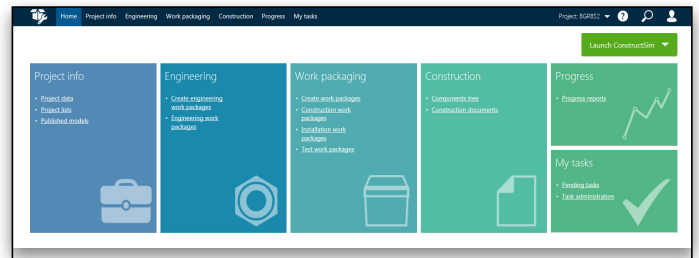 Home Project info Engineering Work packaging Construction Progress My tasks Project: BGR852
Launch ConstructSim
Project info
• Project data
• Project lists
• Published models
Engineering
• Create engineering
work packages
• Engineering work
packages
Work packaging
• Create work packages
• Construction work
packages
• Installation work
packages
• Test work packages
Construction
• Components tree
• Construction documents
Progress
• Progress reports
My tasks
• Pending tasks
• Task administration